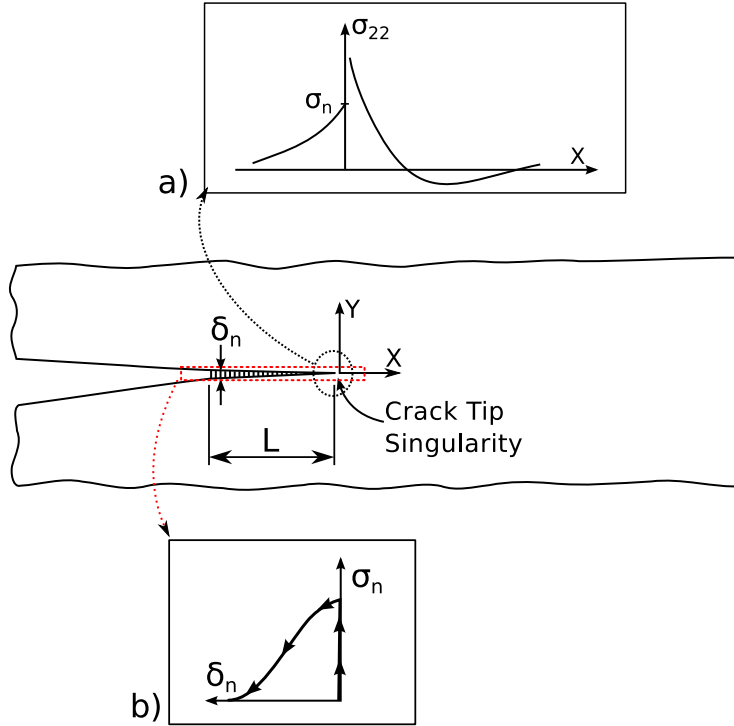 σ₂₂
σₙ
X
a)
Y
δₙ
X
Crack Tip
Singularity
L
σₙ
δₙ
b)